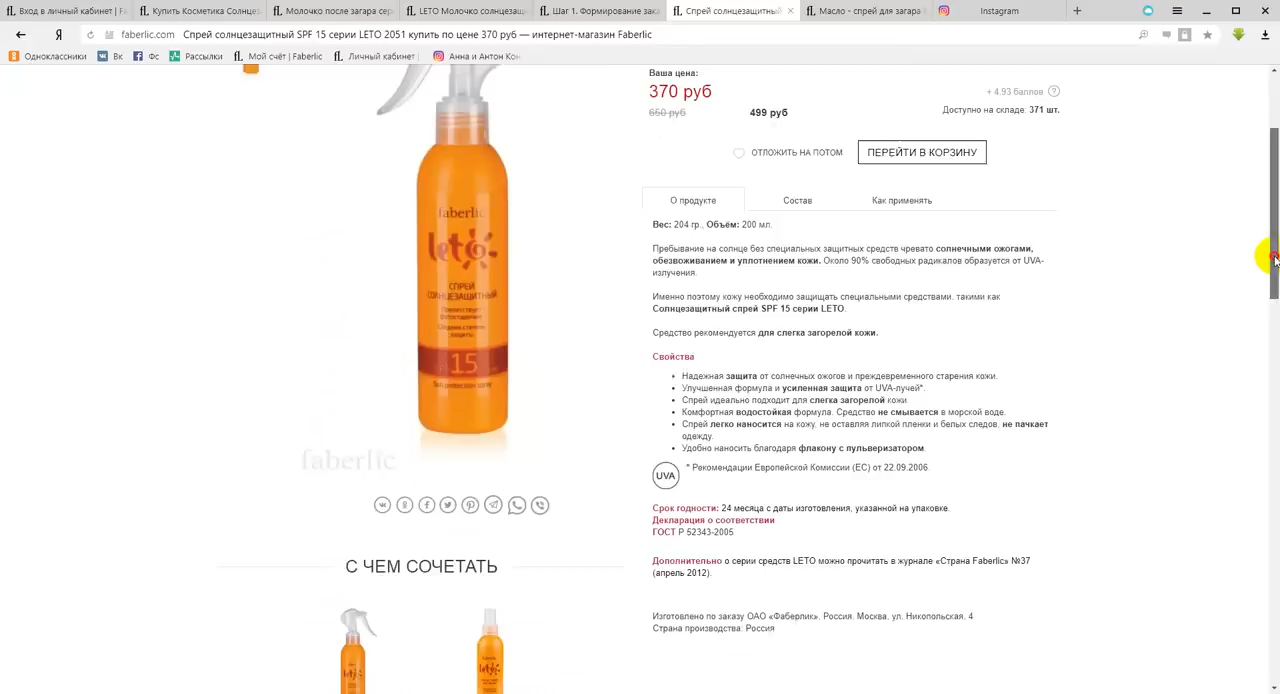 Вход в личный кабинет | Fa
Купить Косметика Солнцез
Молочко после загара сери
LETO Молочко солнцезащи
Шаг 1. Формирование зака
Спрей солнцезащитный
Масло - спрей для загара
Instagram
faberlic.com Спрей солнцезащитный SPF 15 серии LETO 2051 купить по цене 370 руб — интернет-магазин Faberlic
Одноклассники
Вк
Фс
Рассылки
Мой счёт | Faberlic
Личный кабинет |
Анна и Антон Кон
Ваша цена:
370 руб
+ 4.93 баллов ?
650 руб
499 руб
Доступно на складе: 371 шт.
ОТЛОЖИТЬ НА ПОТОМ
ПЕРЕЙТИ В КОРЗИНУ
О продукте
Состав
Как применять
Вес: 204 гр., Объём: 200 мл.
Пребывание на солнце без специальных защитных средств чревато солнечными ожогами,
обезвоживанием и уплотнением кожи. Около 90% свободных радикалов образуется от UVA-
излучения.
Именно поэтому кожу необходимо защищать специальными средствами, такими как
Солнцезащитный спрей SPF 15 серии LETO.
Средство рекомендуется для слегка загорелой кожи.
Свойства
Надежная защита от солнечных ожогов и преждевременного старения кожи.
Улучшенная формула и усиленная защита от UVA-лучей*.
Спрей идеально подходит для слегка загорелой кожи
Комфортная водостойкая формула. Средство не смывается в морской воде.
Спрей легко наносится на кожу, не оставляя липкой пленки и белых следов, не пачкает
одежду.
Удобно наносить благодаря флакону с пульверизатором.
UVA
* Рекомендации Европейской Комиссии (ЕС) от 22.09.2006.
Срок годности: 24 месяца с даты изготовления, указанной на упаковке.
Декларация о соответствии
ГОСТ Р 52343-2005
Дополнительно о серии средств LETO можно прочитать в журнале «Страна Faberlic» №37
(апрель 2012).
Изготовлено по заказу ОАО «Фаберлик», Россия, Москва, ул. Никопольская, 4
Страна производства: Россия
faberlic
leto
СПРЕЙ
СОЛНЦЕЗАЩИТНЫЙ
15
faberlic
С ЧЕМ СОЧЕТАТЬ
leto
faberlic
leto